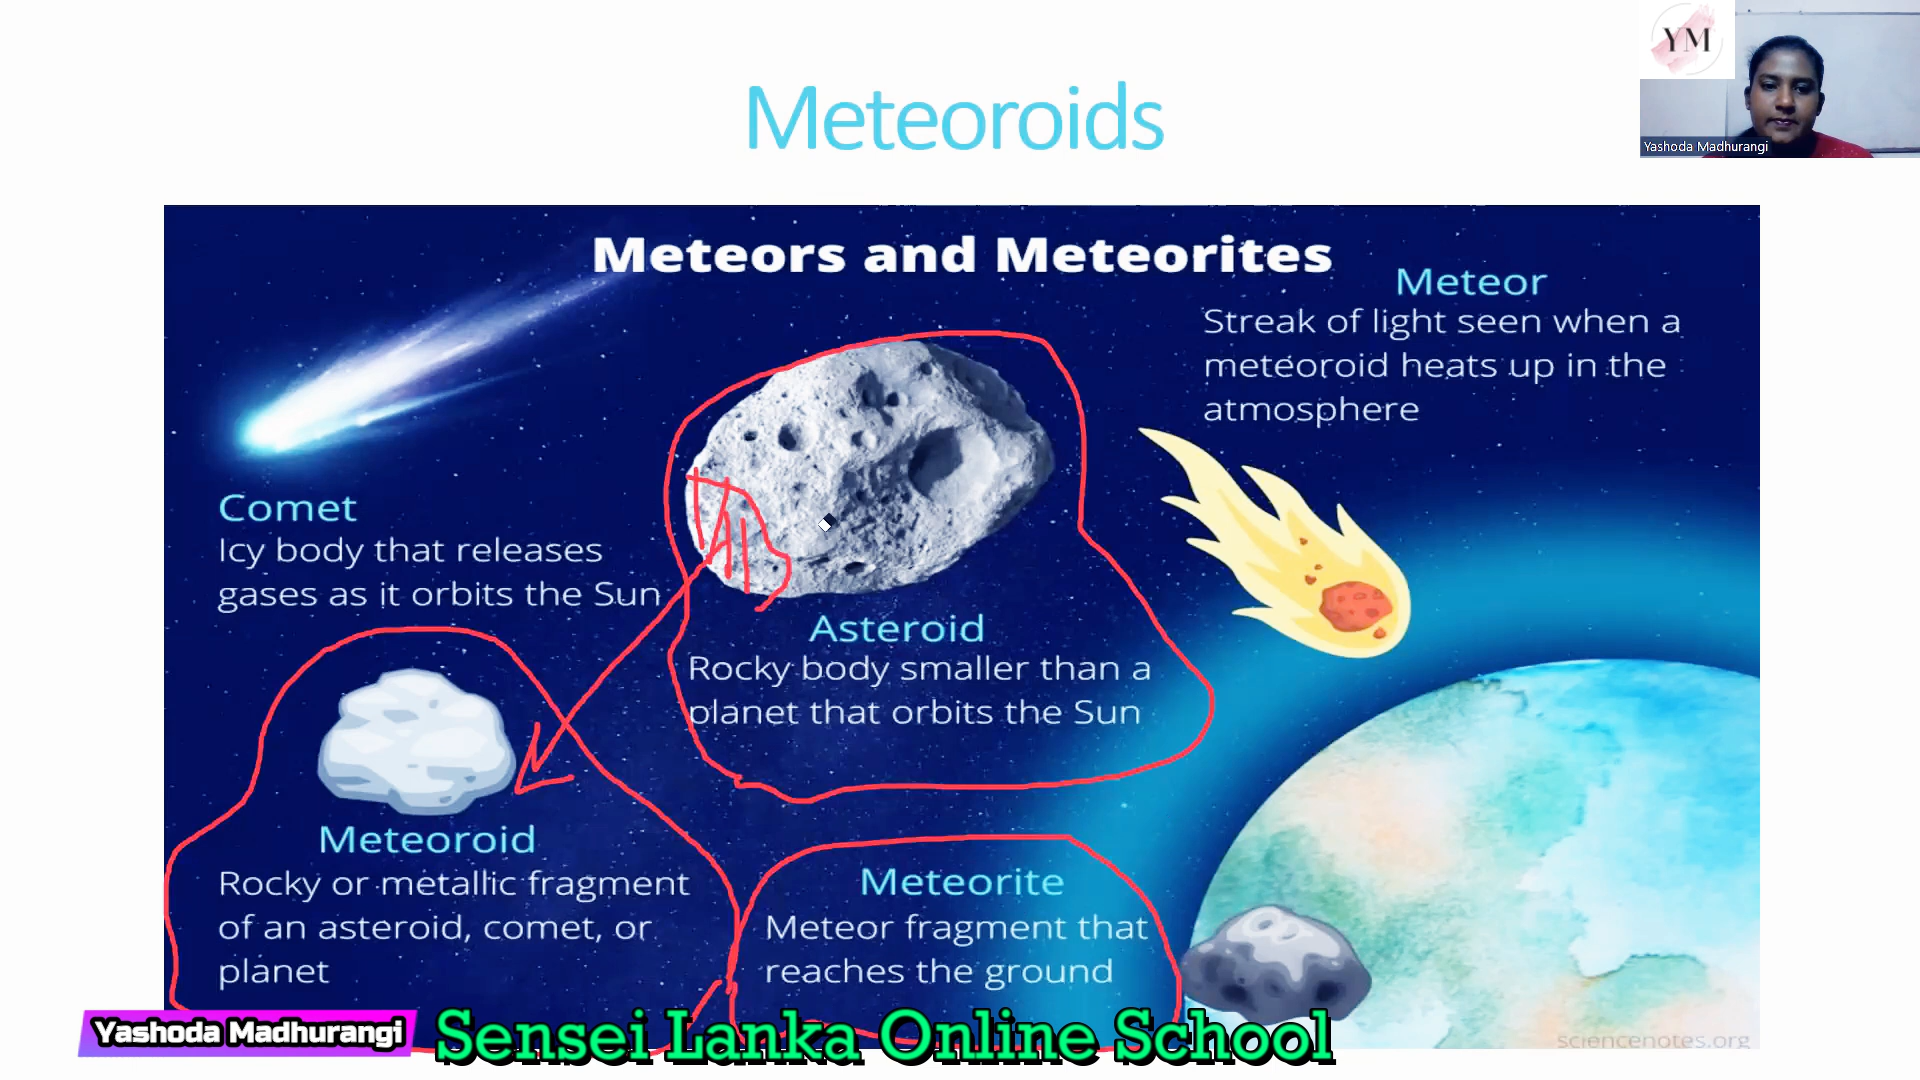 YM
Yashoda Madhurangi
Meteoroids
Meteors and Meteorites
Meteor
Streak of light seen when a
meteoroid heats up in the
atmosphere
Comet
Icy body that releases
gases as it orbits the Sun
Asteroid
Rocky body smaller than a
planet that orbits the Sun
Meteoroid
Rocky or metallic fragment
of an asteroid, comet, or
planet
Meteorite
Meteor fragment that
reaches the ground
sciencenotes.org
Yashoda Madhurangi
Sensei Lanka Online School